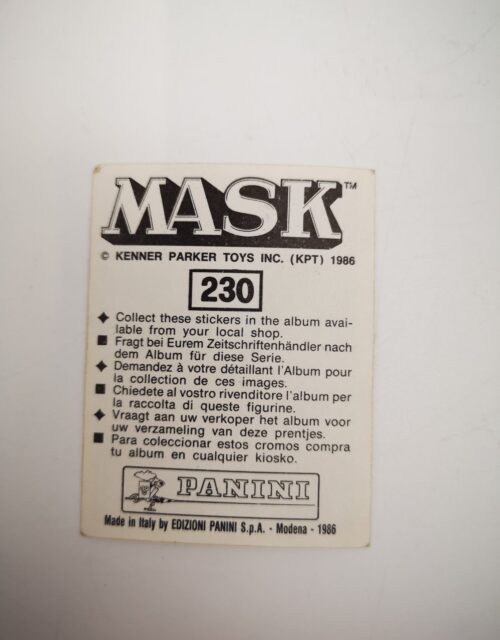 MASK™
© KENNER PARKER TOYS INC. (KPT) 1986
230
✦ Collect these stickers in the album avai-
lable from your local shop.
■ Fragt bei Eurem Zeitschriftenhändler nach
dem Album für diese Serie.
✦ Demandez à votre détaillant l'Album pour
la collection de ces images.
■ Chiedete al vostro rivenditore l'album per
la raccolta di queste figurine.
✦ Vraagt aan uw verkoper het album voor
uw verzameling van deze prentjes.
■ Para coleccionar estos cromos compra
tu album en cualquier kiosko.
PANINI
Made in Italy by EDIZIONI PANINI S.p.A. - Modena - 1986